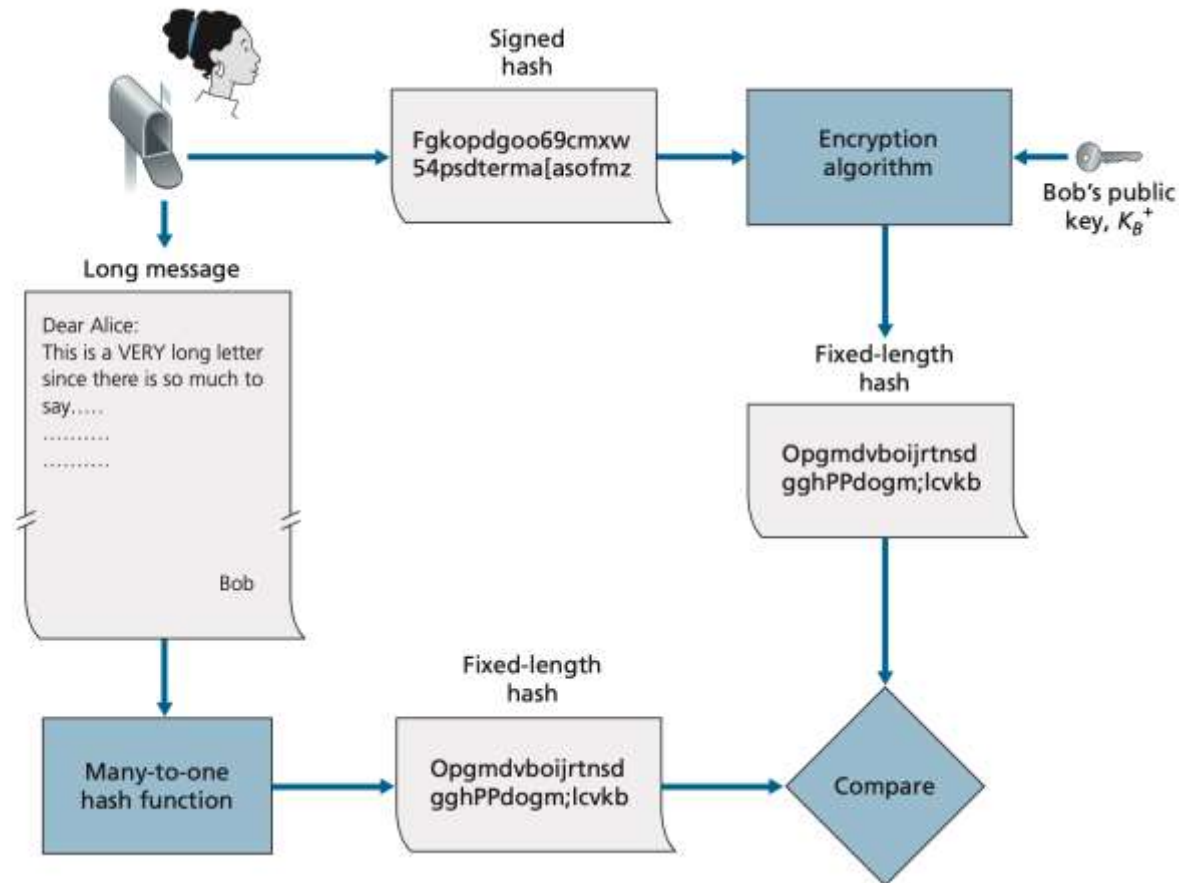 Signed
hash
Fgkopdgoo69cmxw
54psdterma[asofmz
Encryption
algorithm
Bob's public
key, K_B^+
Long message
Dear Alice:
This is a VERY long letter
since there is so much to
say.....
..........
..........
Bob
Fixed-length
hash
Opgmdvboijrtnsd
gghPPdogm;lcvkb
Many-to-one
hash function
Fixed-length
hash
Opgmdvboijrtnsd
gghPPdogm;lcvkb
Compare